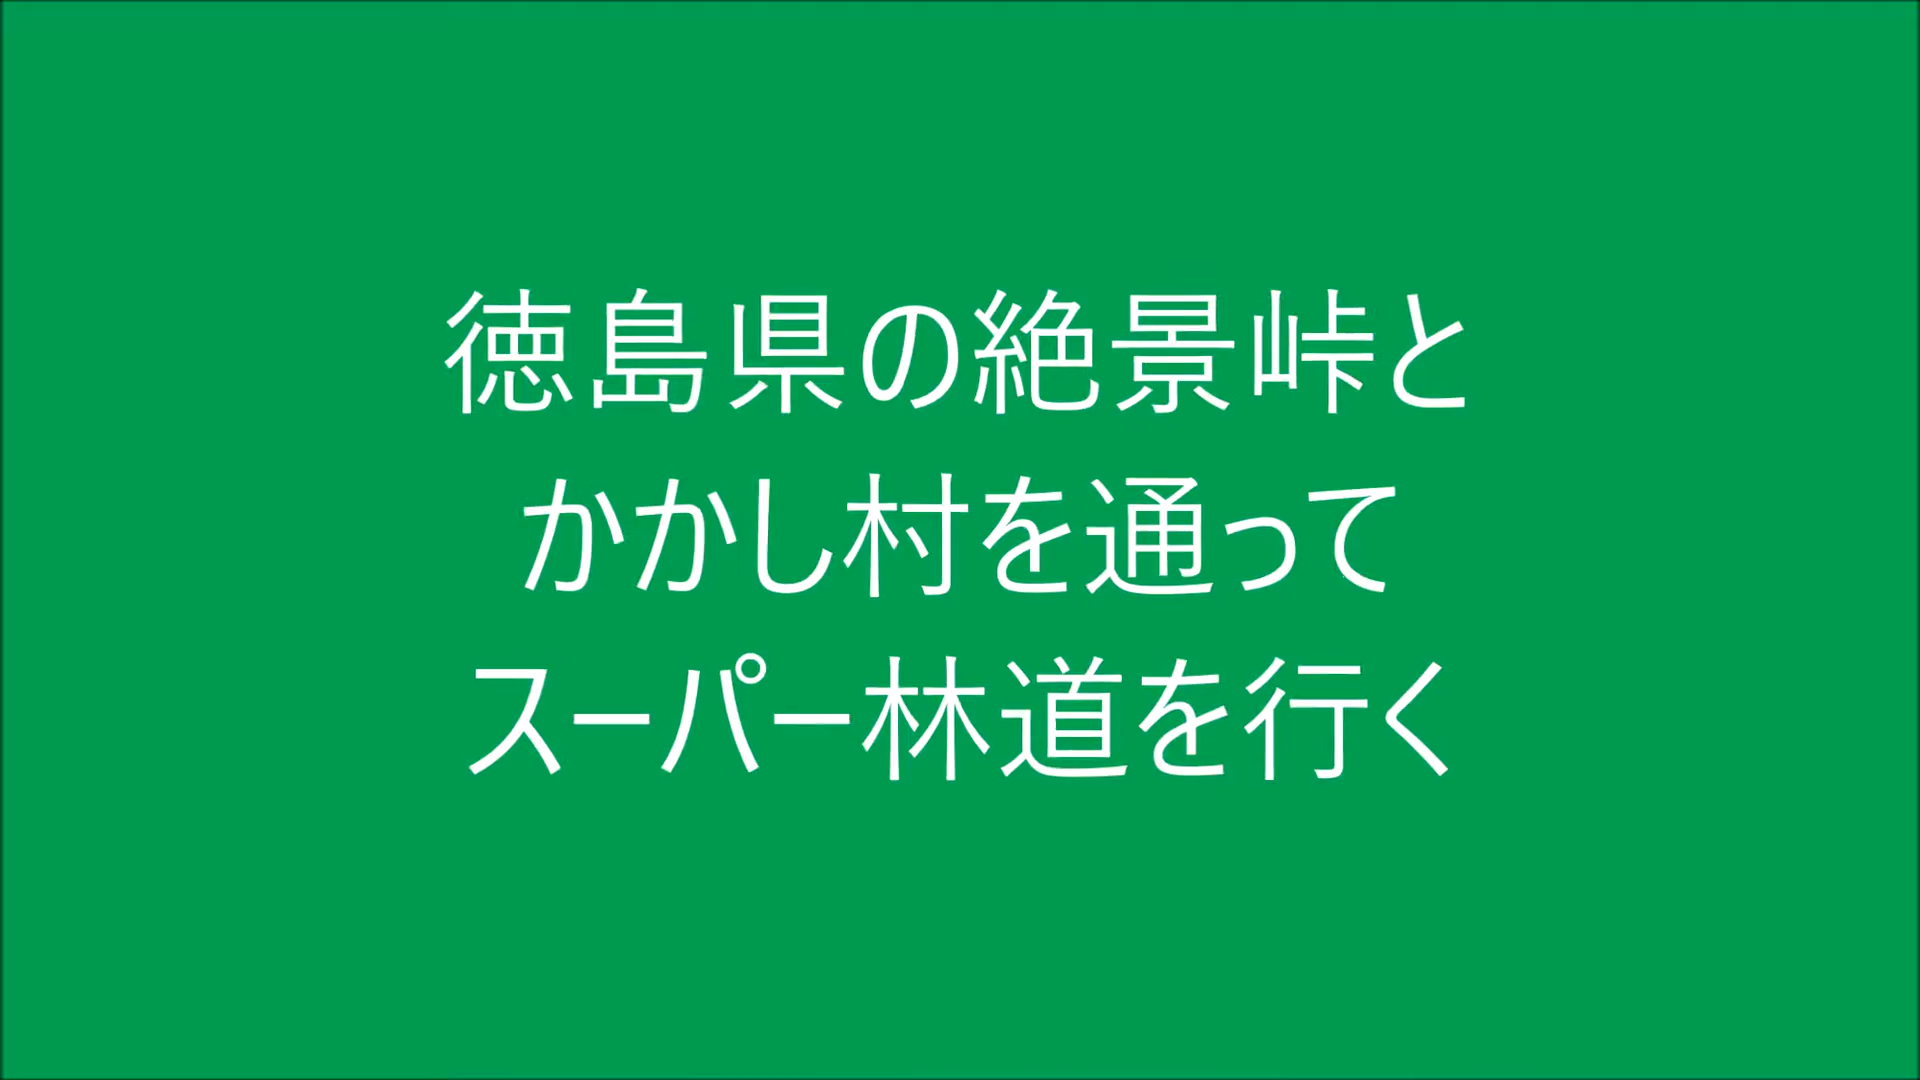 徳島県の絶景峠と
かかし村を通って
スーパー林道を行く